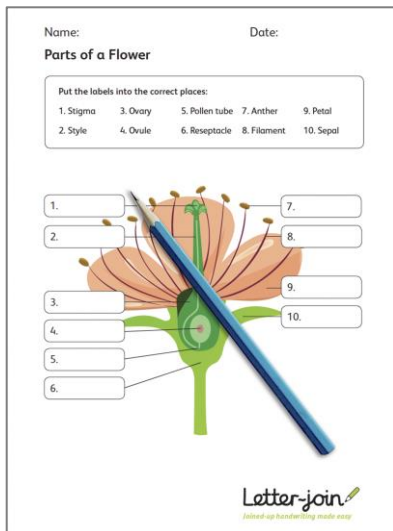 Name: Date:
Parts of a Flower
Put the labels into the correct places:
1. Stigma 3. Ovary 5. Pollen tube 7. Anther 9. Petal
2. Style 4. Ovule 6. Reseptacle 8. Filament 10. Sepal
1. 7.
2. 8.
9.
3. 10.
4.
5.
6.
Letter-join
Joined-up handwriting made easy